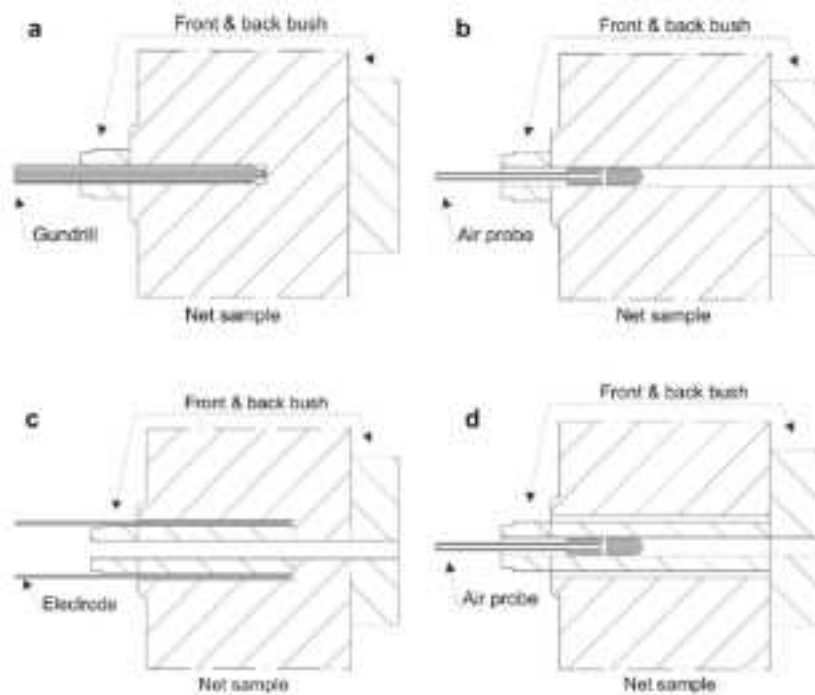 a
Front & back bush
Gundrill
Net sample
b
Front & back bush
Air probe
Net sample
c
Front & back bush
Electrode
Net sample
d
Front & back bush
Air probe
Net sample